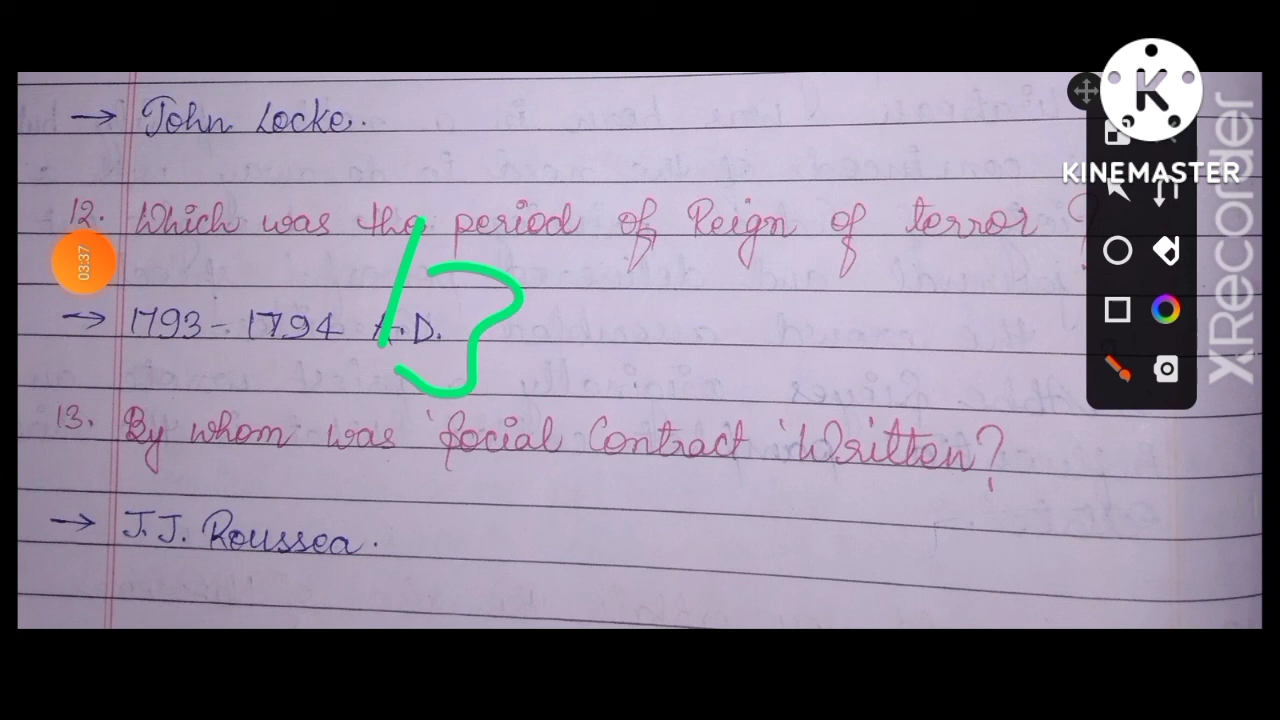 → John Locke.
12. Which was the period of Reign of terror ?
→ 1793 - 1794 A.D.
13. By whom was 'Social Contract' Written?
→ J.J. Roussea.
13
03:37
K
KINEMASTER
XRecorder